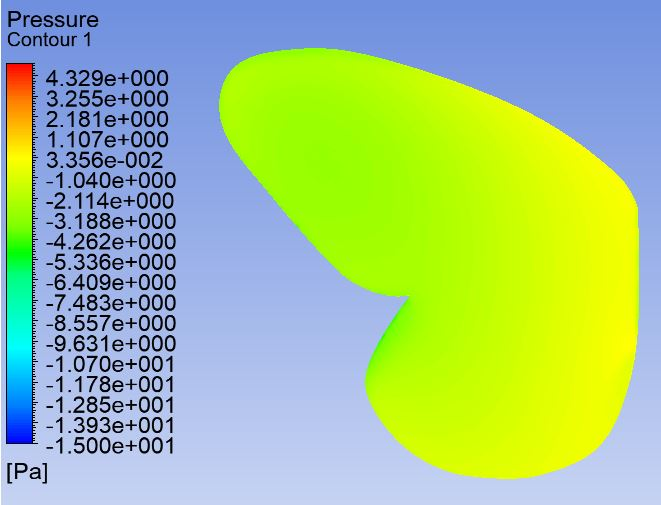 Pressure
Contour 1
4.329e+000
3.255e+000
2.181e+000
1.107e+000
3.356e-002
-1.040e+000
-2.114e+000
-3.188e+000
-4.262e+000
-5.336e+000
-6.409e+000
-7.483e+000
-8.557e+000
-9.631e+000
-1.070e+001
-1.178e+001
-1.285e+001
-1.393e+001
-1.500e+001
[Pa]